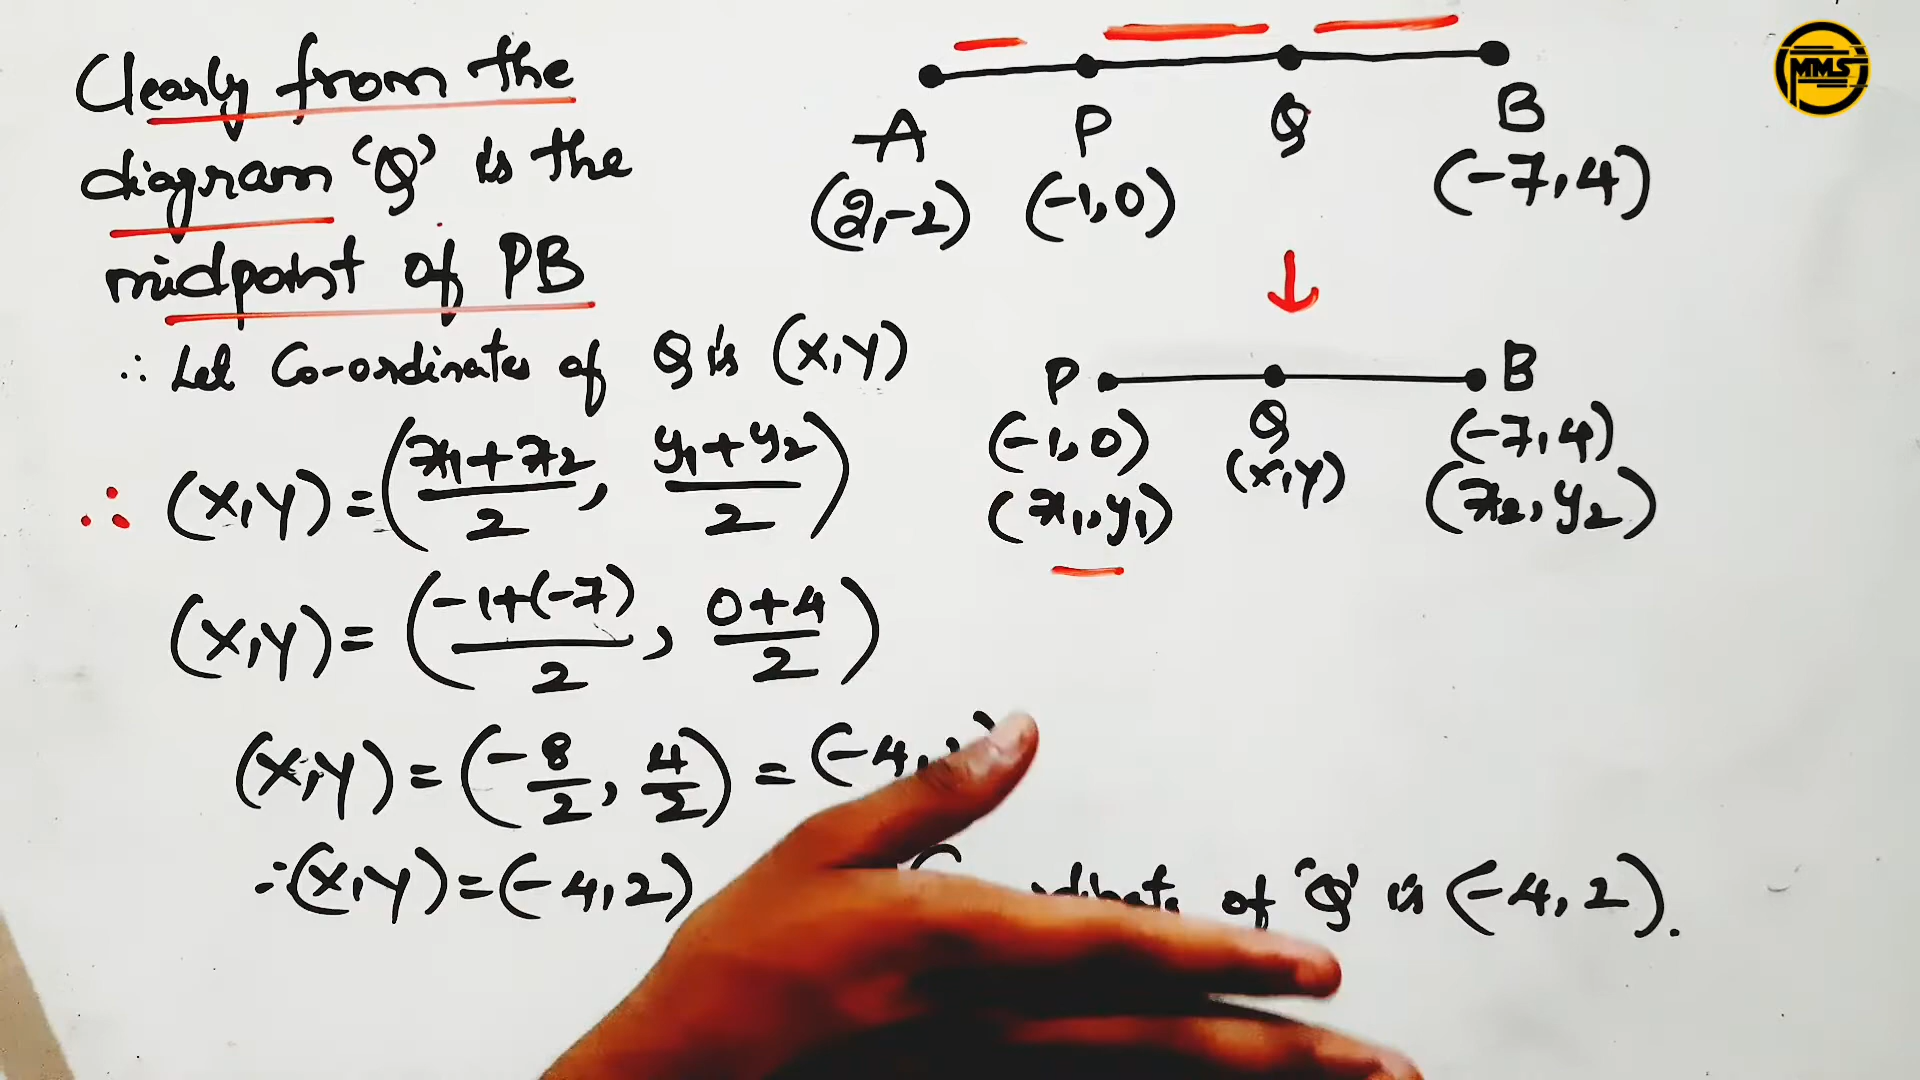 Clearly from the
diagram 'Q' is the
midpoint of PB
∴ Let Co-ordinates of Q is (x,y)
∴ (x,y) = (x₁+x₂/2, y₁+y₂/2)
(x,y) = (-1+(-7)/2, 0+4/2)
(x,y) = (-8/2, 4/2) = (-4,
∴ (x,y) = (-4,2)
of 'Q' is (-4,2).
A P Q B
(2,-2) (-1,0) (-7,4)
P Q B
(-1,0) (x,y) (-7,4)
(x₁,y₁) (x₂,y₂)
MMS